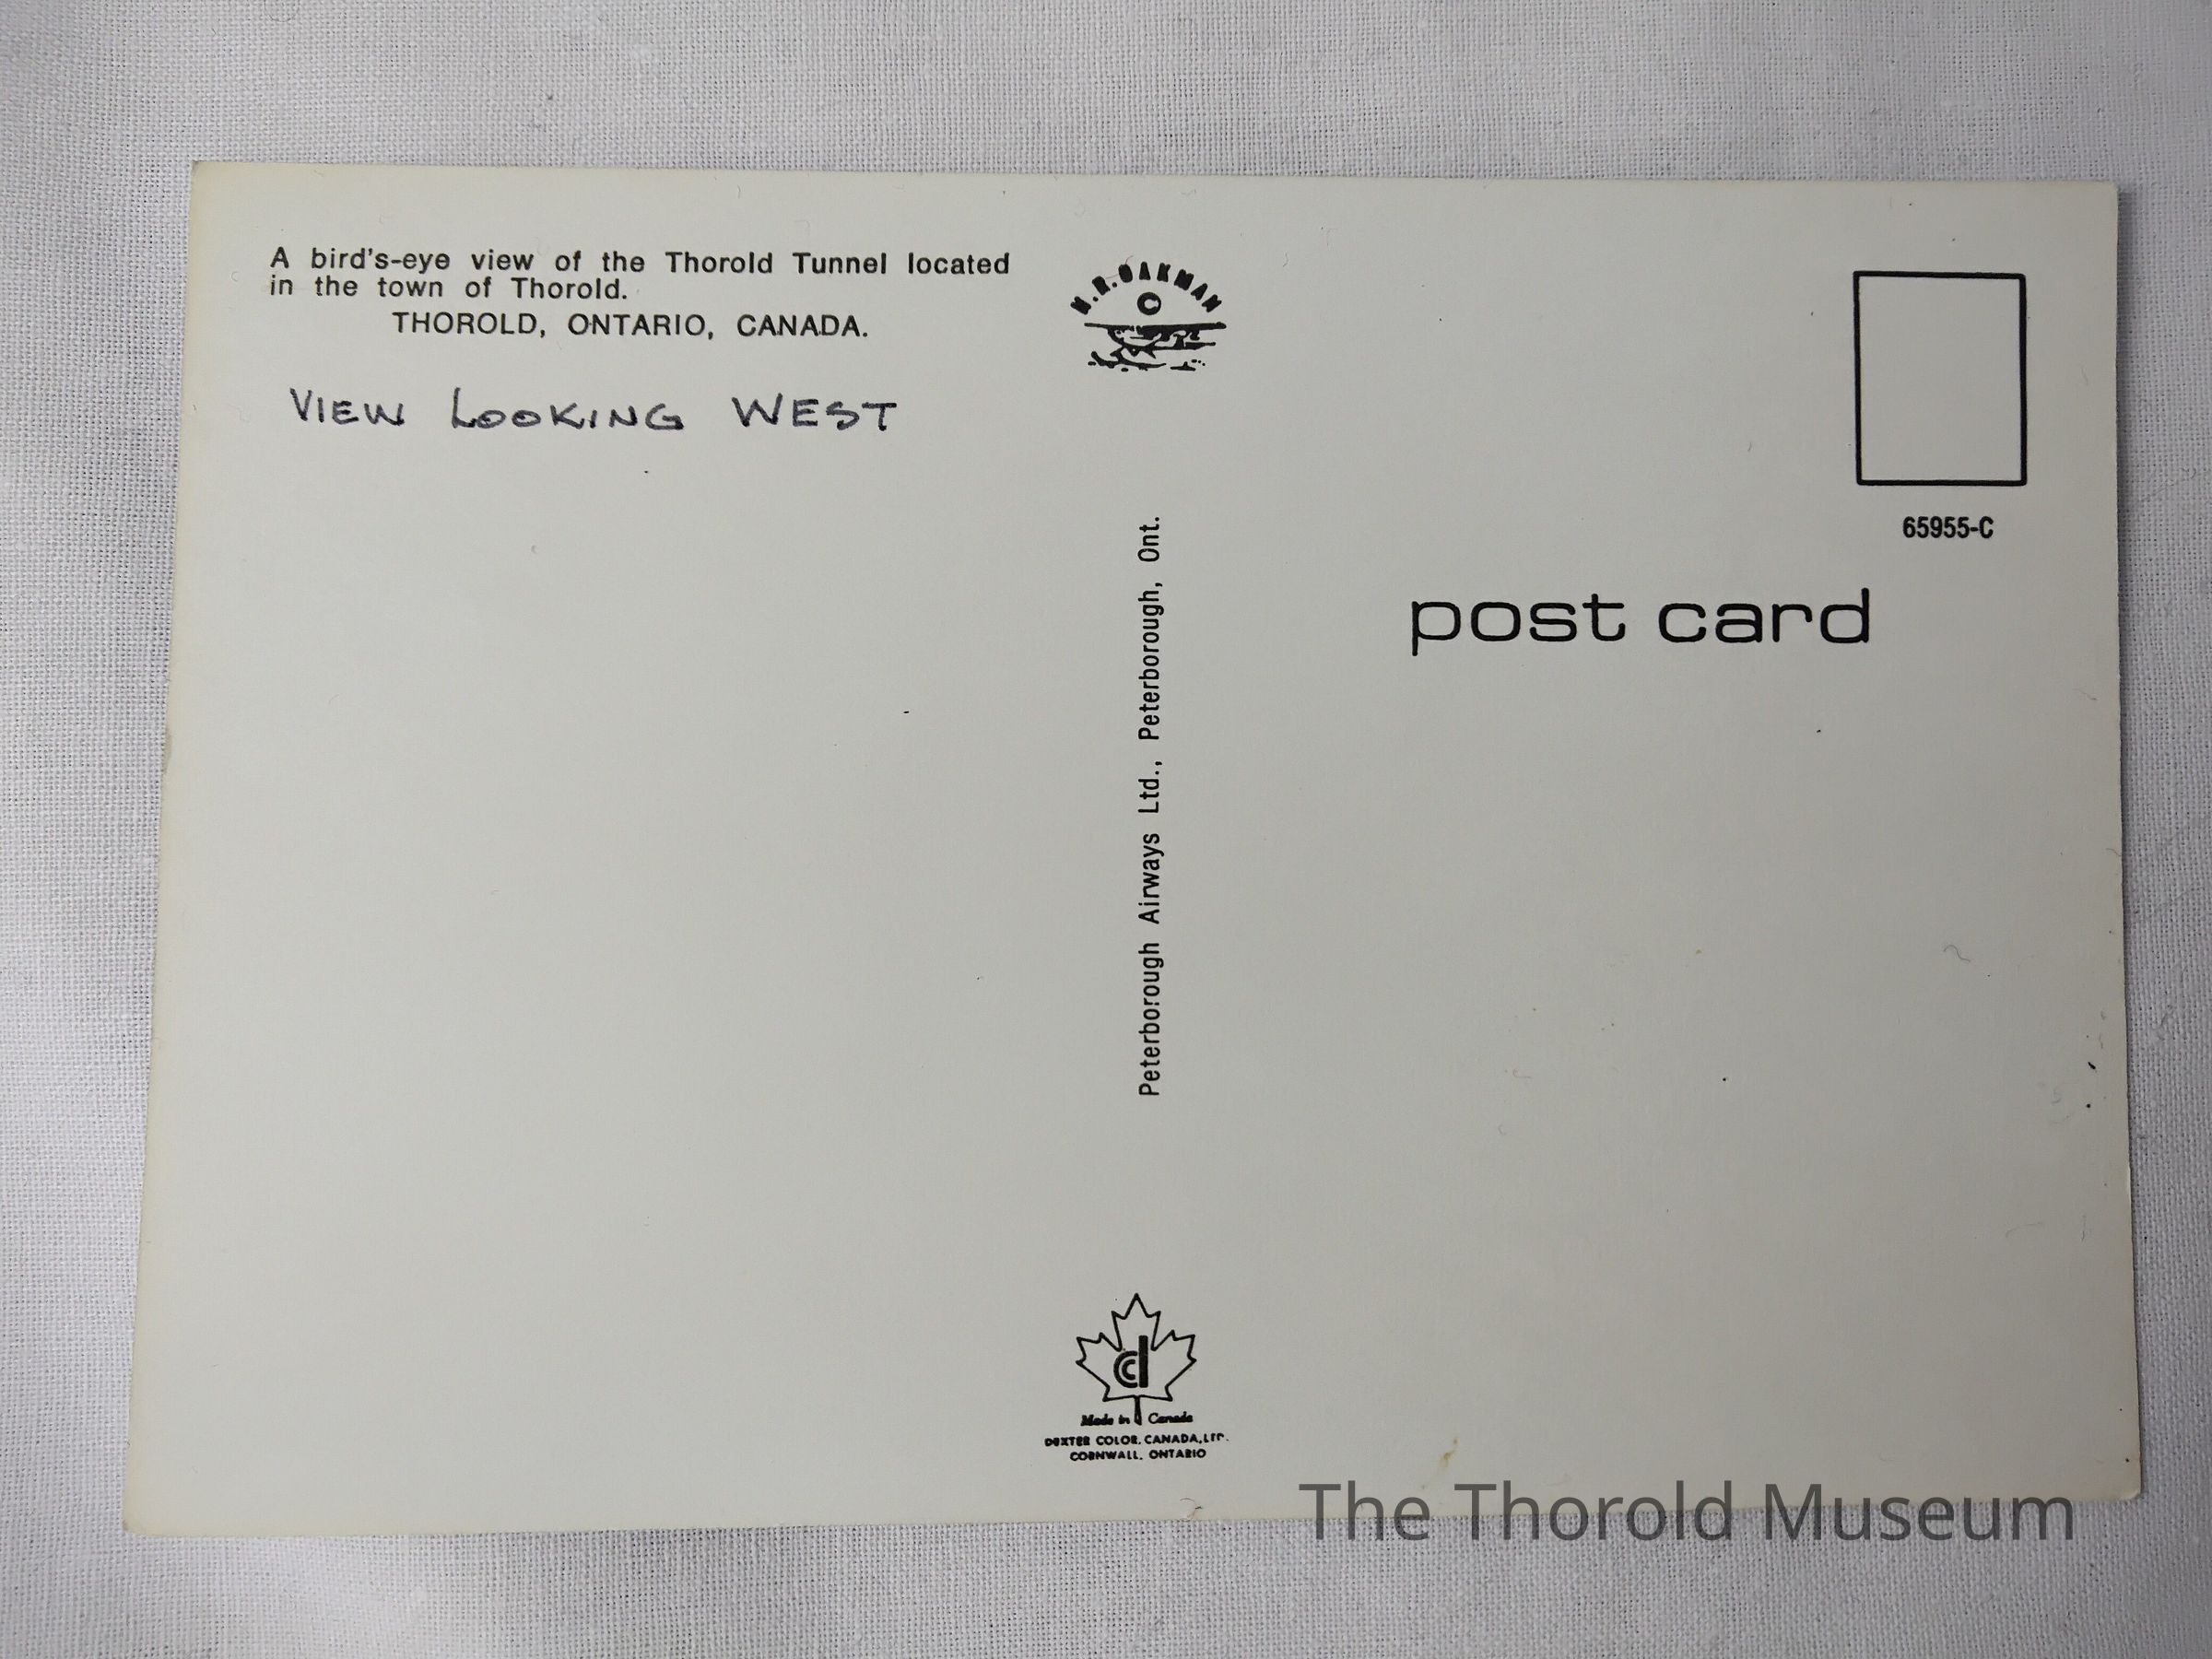 A bird's-eye view of the Thorold Tunnel located
in the town of Thorold.
THOROLD, ONTARIO, CANADA.
VIEW LOOKING WEST
N.R. OAKMAN
©
Peterborough Airways Ltd., Peterborough, Ont.
65955-C
post card
Made in Canada
DEXTER COLOR, CANADA, LTD.
CORNWALL, ONTARIO
The Thorold Museum